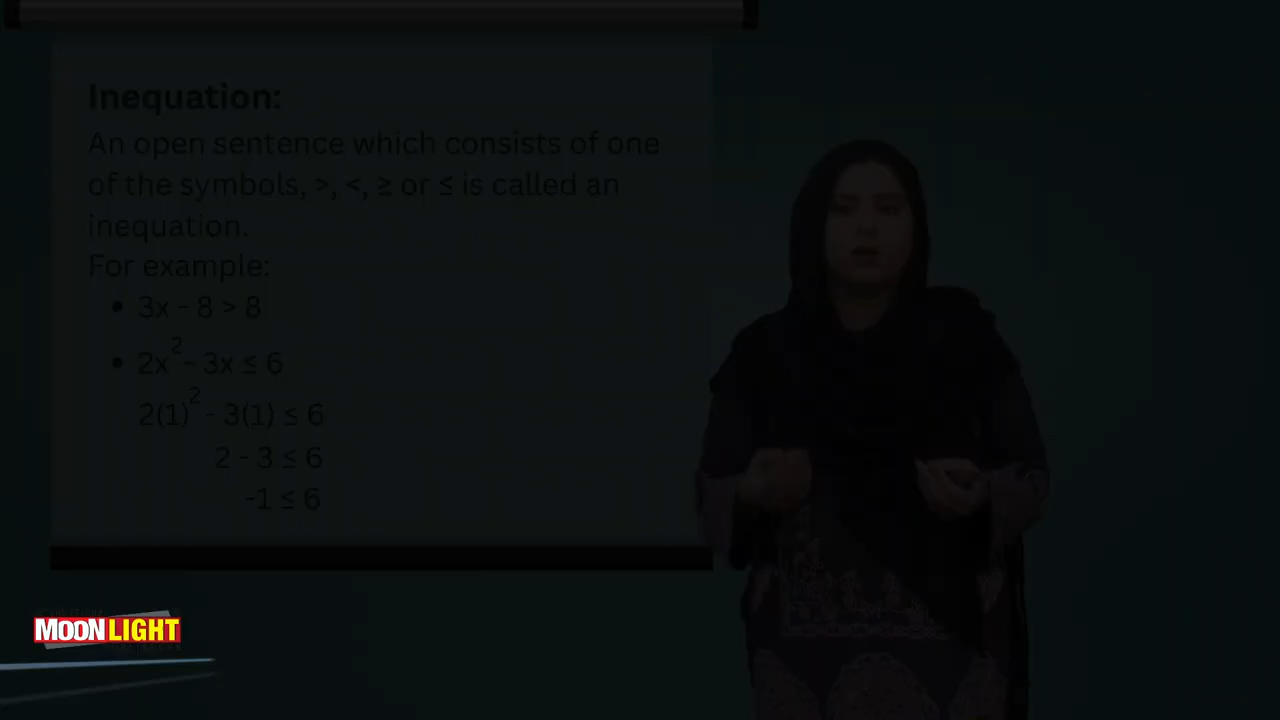 Inequation:
An open sentence which consists of one
of the symbols, >, <, ≥ or ≤ is called an
inequation.
For example:
• 3x - 8 > 8
• 2x² - 3x ≤ 6
2(1)² - 3(1) ≤ 6
2 - 3 ≤ 6
-1 ≤ 6
MOONLIGHT